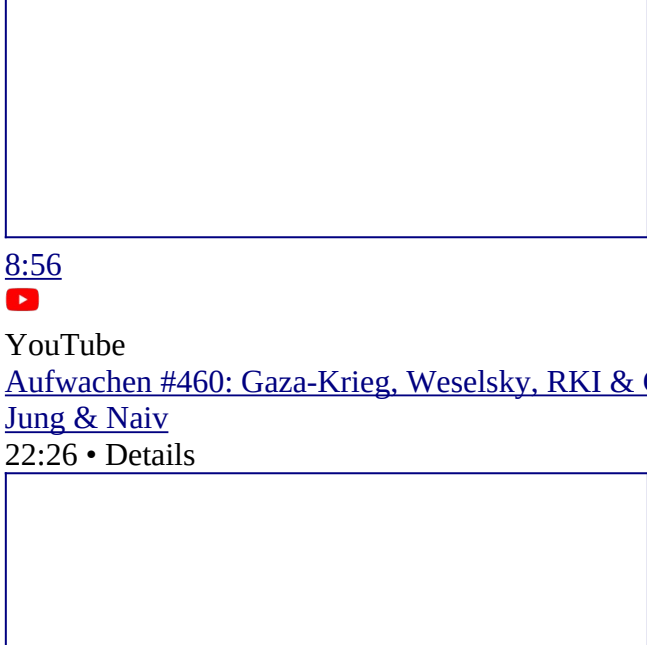 8:56
YouTube
Aufwachen #460: Gaza-Krieg, Weselsky, RKI &
Jung & Naiv
22:26 • Details